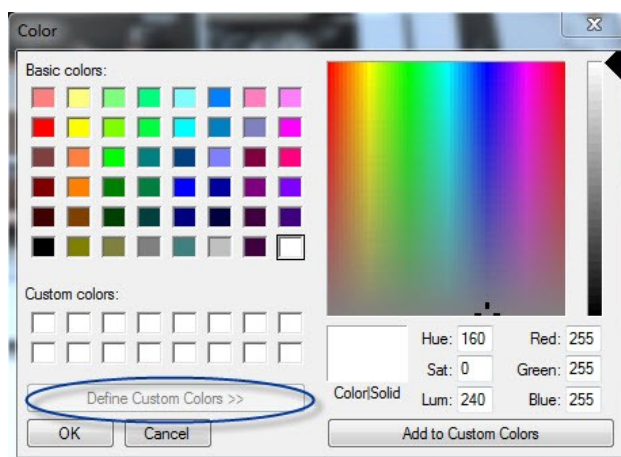 Color
Basic colors:
Custom colors:
Define Custom Colors >>
OK Cancel
Color|Solid
Hue: 160 Red: 255
Sat: 0 Green: 255
Lum: 240 Blue: 255
Add to Custom Colors